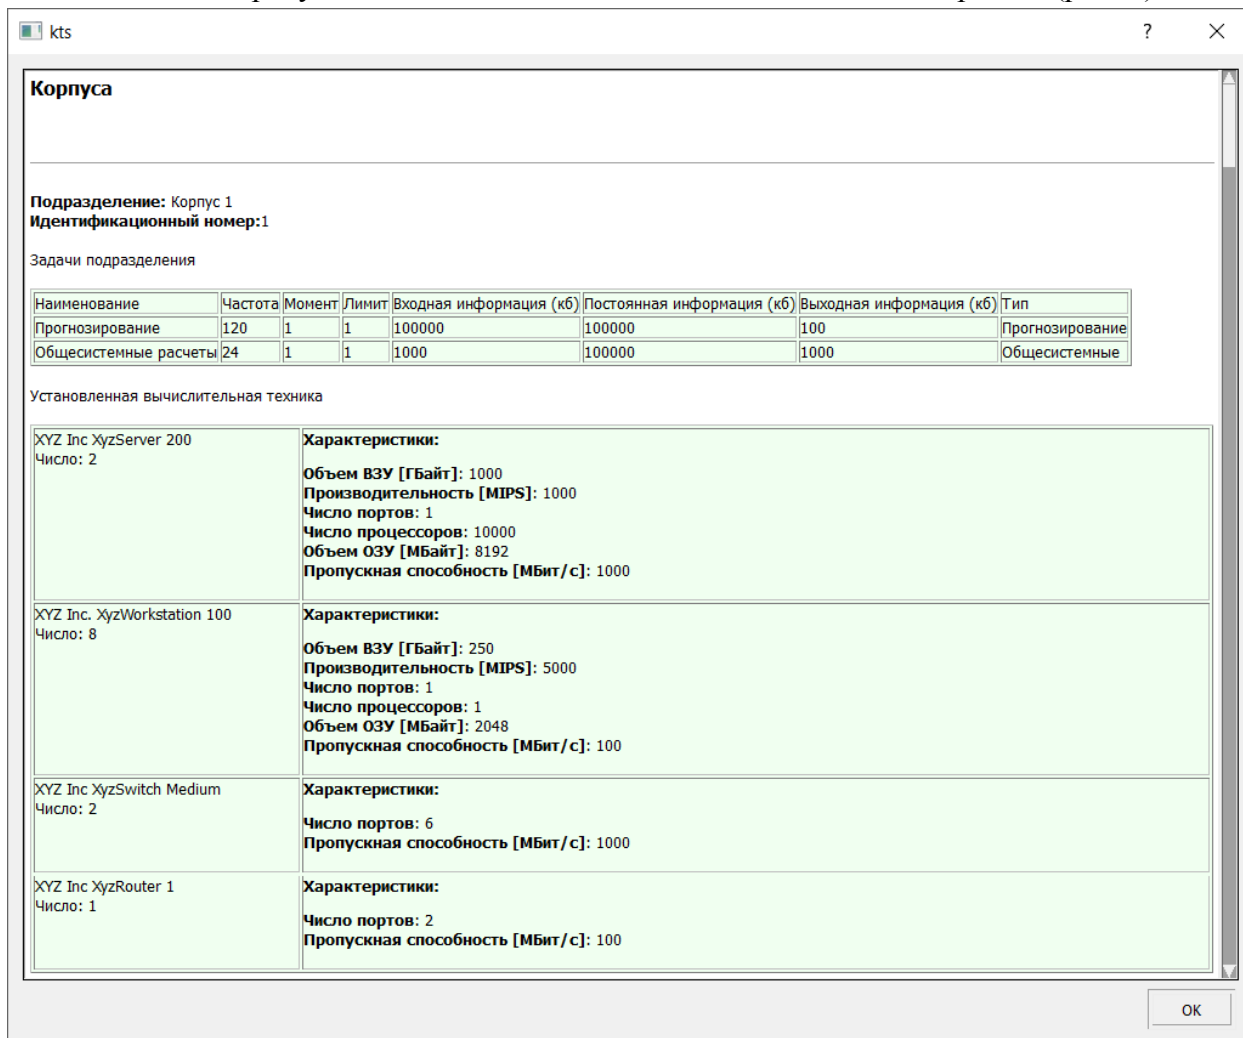 kts
?
Корпуса
Подразделение: Корпус 1
Идентификационный номер:1
Задачи подразделения
Наименование Частота Момент Лимит Входная информация (кб) Постоянная информация (кб) Выходная информация (кб) Тип
Прогнозирование 120 1 1 100000 100000 100 Прогнозирование
Общесистемные расчеты 24 1 1 1000 100000 1000 Общесистемные
Установленная вычислительная техника
XYZ Inc XyzServer 200
Число: 2
Характеристики:
Объем ВЗУ [ГБайт]: 1000
Производительность [MIPS]: 1000
Число портов: 1
Число процессоров: 10000
Объем ОЗУ [МБайт]: 8192
Пропускная способность [МБит/с]: 1000
XYZ Inc. XyzWorkstation 100
Число: 8
Характеристики:
Объем ВЗУ [ГБайт]: 250
Производительность [MIPS]: 5000
Число портов: 1
Число процессоров: 1
Объем ОЗУ [МБайт]: 2048
Пропускная способность [МБит/с]: 100
XYZ Inc XyzSwitch Medium
Число: 2
Характеристики:
Число портов: 6
Пропускная способность [МБит/с]: 1000
XYZ Inc XyzRouter 1
Число: 1
Характеристики:
Число портов: 2
Пропускная способность [МБит/с]: 100
OK